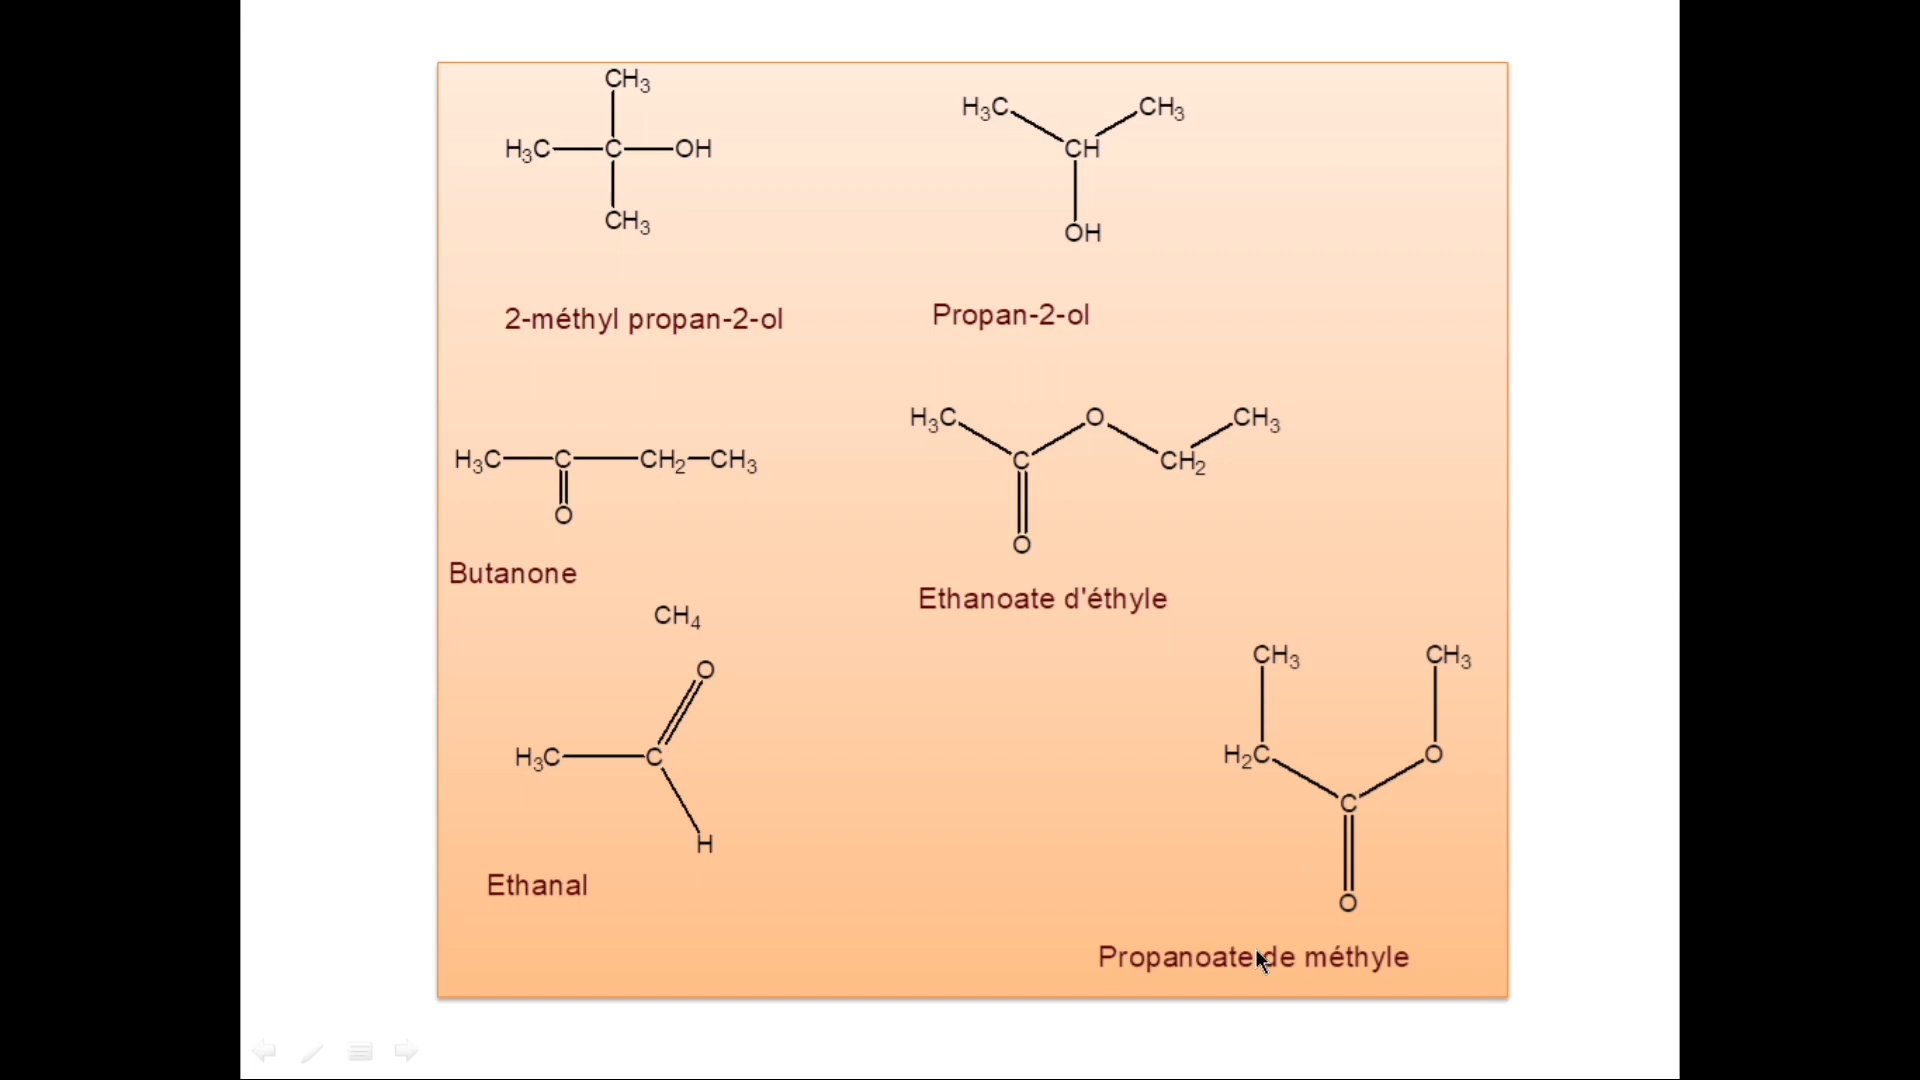 CH3
H3C C OH
CH3
2-méthyl propan-2-ol
H3C CH3
CH
OH
Propan-2-ol
H3C C CH2 CH3
O
Butanone
H3C O CH3
C CH2
O
Ethanoate d'éthyle
CH4
O
H3C C
H
Ethanal
CH3 CH3
H2C O
C
O
Propanoate de méthyle